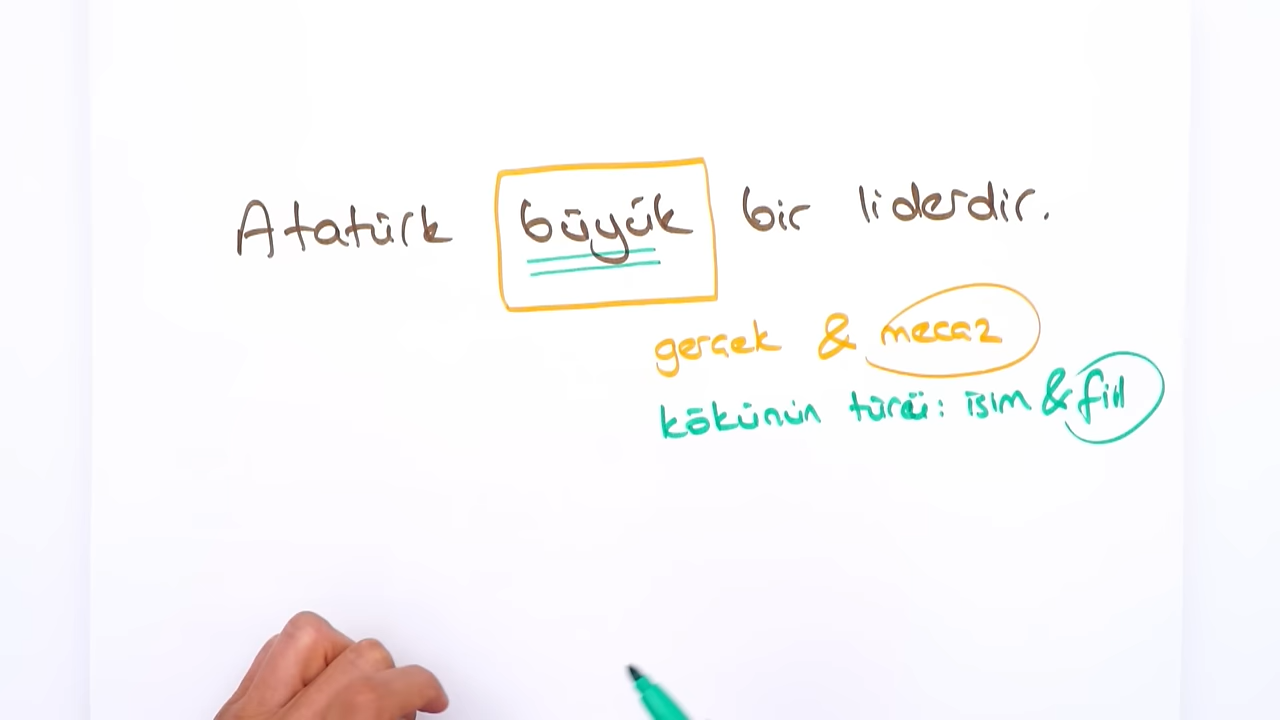 Atatürk büyük bir liderdir.
gerçek & mecaz
kökünün türü: isim & fiil